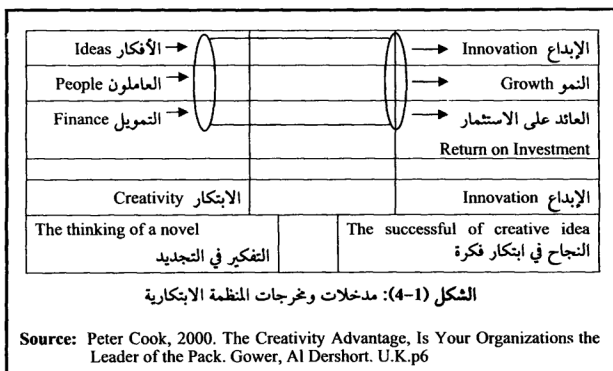 Ideas الأفكار → → Innovation الإبداع
People العاملون → → Growth النمو
Finance التمويل → → العائد على الاستثمار
Return on Investment
Creativity الابتكار Innovation الإبداع
The thinking of a novel The successful of creative idea
التفكير في التجديد النجاح في ابتكار فكرة
الشكل (1-4): مدخلات ومخرجات المنظمة الابتكارية
Source: Peter Cook, 2000. The Creativity Advantage, Is Your Organizations the
Leader of the Pack. Gower, Al Dershort. U.K.p6